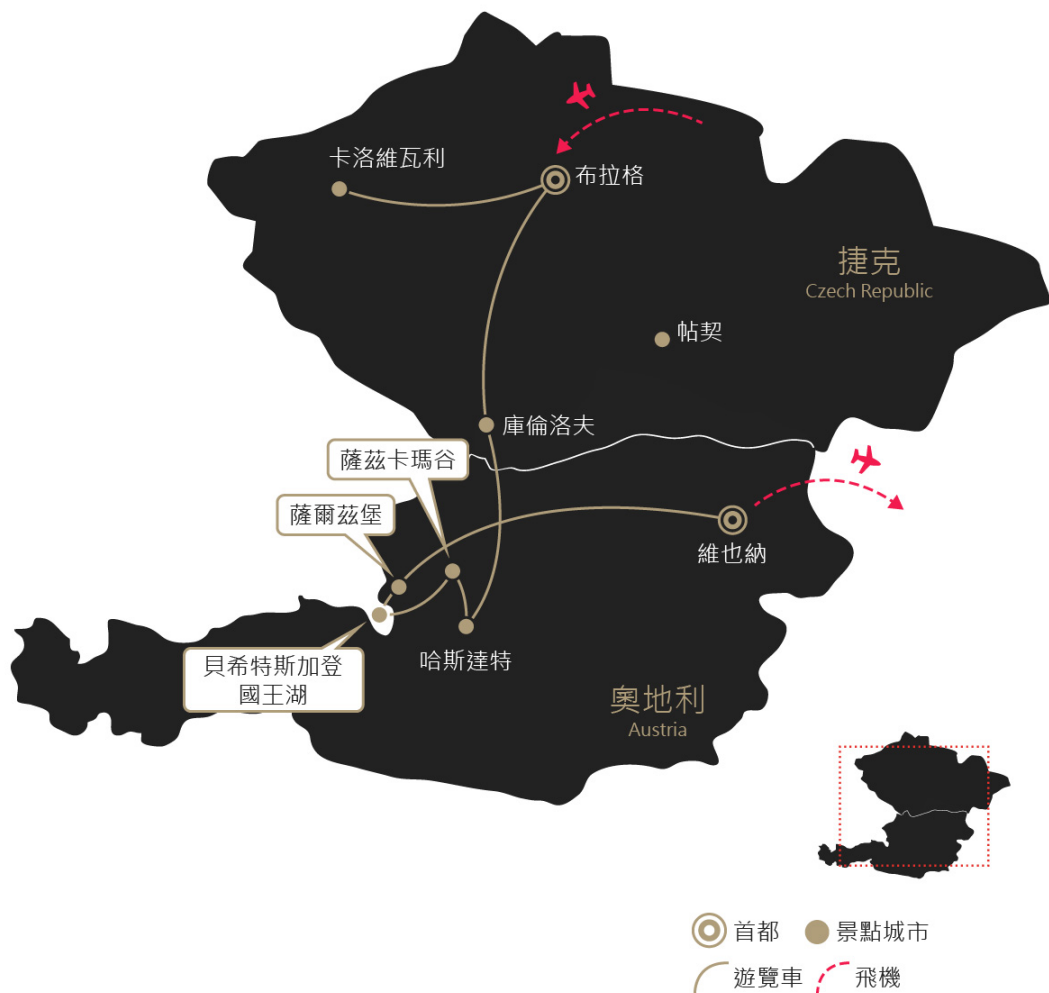 卡洛維瓦利
布拉格
捷克
Czech Republic
帖契
庫倫洛夫
薩茲卡瑪谷
薩爾茲堡
維也納
貝希特斯加登
國王湖
哈斯達特
奧地利
Austria
首都
景點城市
遊覽車
飛機